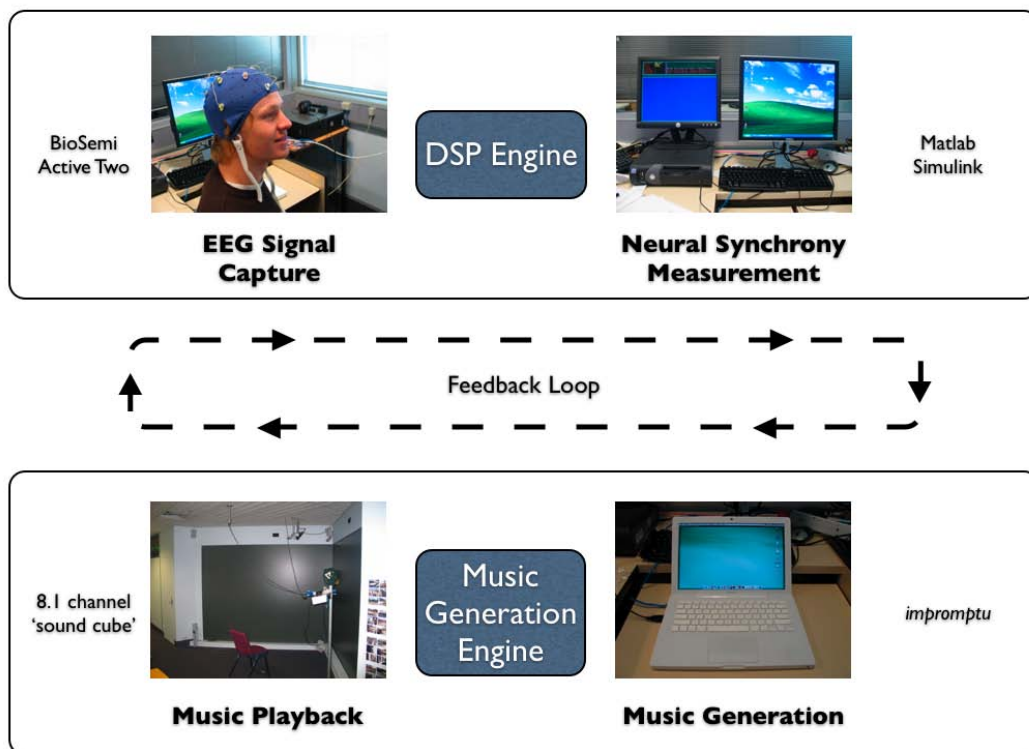 BioSemi
Active Two
DSP Engine
Matlab
Simulink
EEG Signal
Capture
Neural Synchrony
Measurement
Feedback Loop
8.1 channel
‘sound cube’
Music
Generation
Engine
impromptu
Music Playback
Music Generation